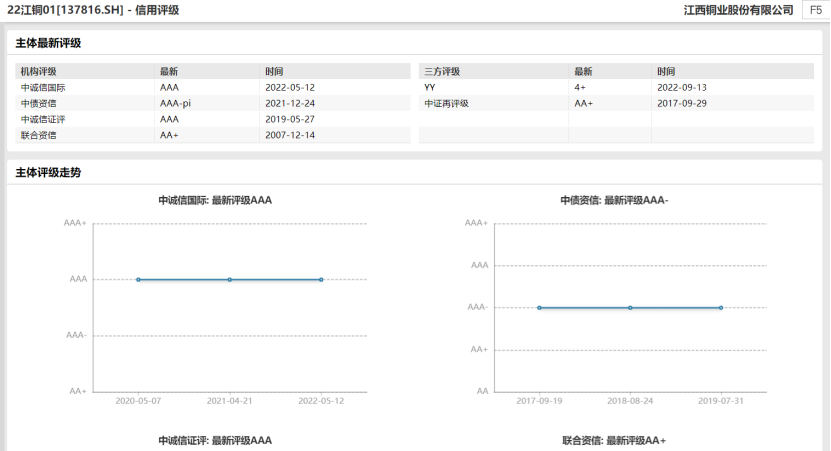 22江铜01[137816.SH] - 信用评级 江西铜业股份有限公司 F5
主体最新评级
机构评级 最新 时间 三方评级 最新 时间
中诚信国际 AAA 2022-05-12 YY 4+ 2022-09-13
中债资信 AAA-pi 2021-12-24 中证再评级 AA+ 2017-09-29
中诚信证评 AAA 2019-05-27
联合资信 AA+ 2007-12-14
主体评级走势
中诚信国际: 最新评级AAA 中债资信: 最新评级AAA-
AAA+ AAA+
AAA AAA
AAA- AAA-
AA+ AA+
AA
2020-05-07 2021-04-21 2022-05-12 2017-09-19 2018-08-24 2019-07-31
中诚信证评: 最新评级AAA 联合资信: 最新评级AA+